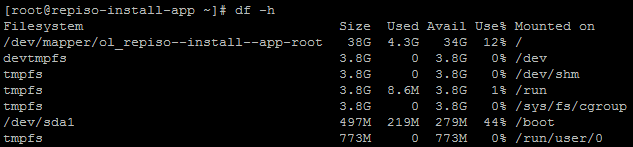 [root@repiso-install-app ~]# df -h
Filesystem Size Used Avail Use% Mounted on
/dev/mapper/ol_repiso--install--app-root 38G 4.3G 34G 12% /
devtmpfs 3.8G 0 3.8G 0% /dev
tmpfs 3.8G 0 3.8G 0% /dev/shm
tmpfs 3.8G 8.6M 3.8G 1% /run
tmpfs 3.8G 0 3.8G 0% /sys/fs/cgroup
/dev/sda1 497M 219M 279M 44% /boot
tmpfs 773M 0 773M 0% /run/user/0